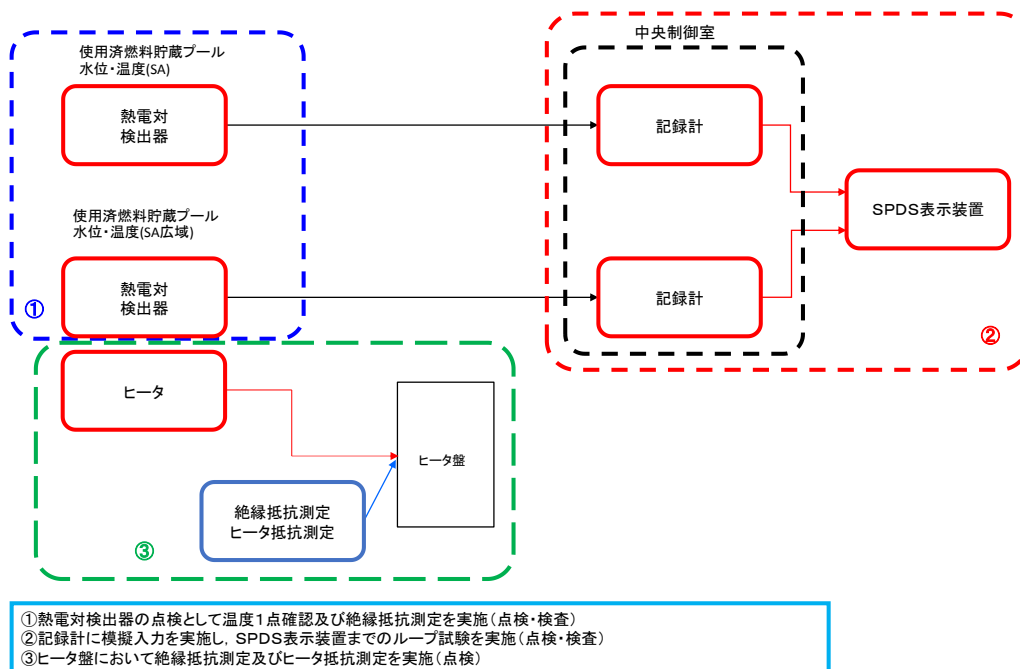 使用済燃料貯蔵プール
水位・温度(SA)
熱電対
検出器
使用済燃料貯蔵プール
水位・温度(SA広域)
熱電対
検出器
①
中央制御室
記録計
記録計
SPDS表示装置
②
ヒータ
ヒータ盤
絶縁抵抗測定
ヒータ抵抗測定
③
①熱電対検出器の点検として温度1点確認及び絶縁抵抗測定を実施(点検・検査)
②記録計に模擬入力を実施し，SPDS表示装置までのループ試験を実施(点検・検査)
③ヒータ盤において絶縁抵抗測定及びヒータ抵抗測定を実施(点検)